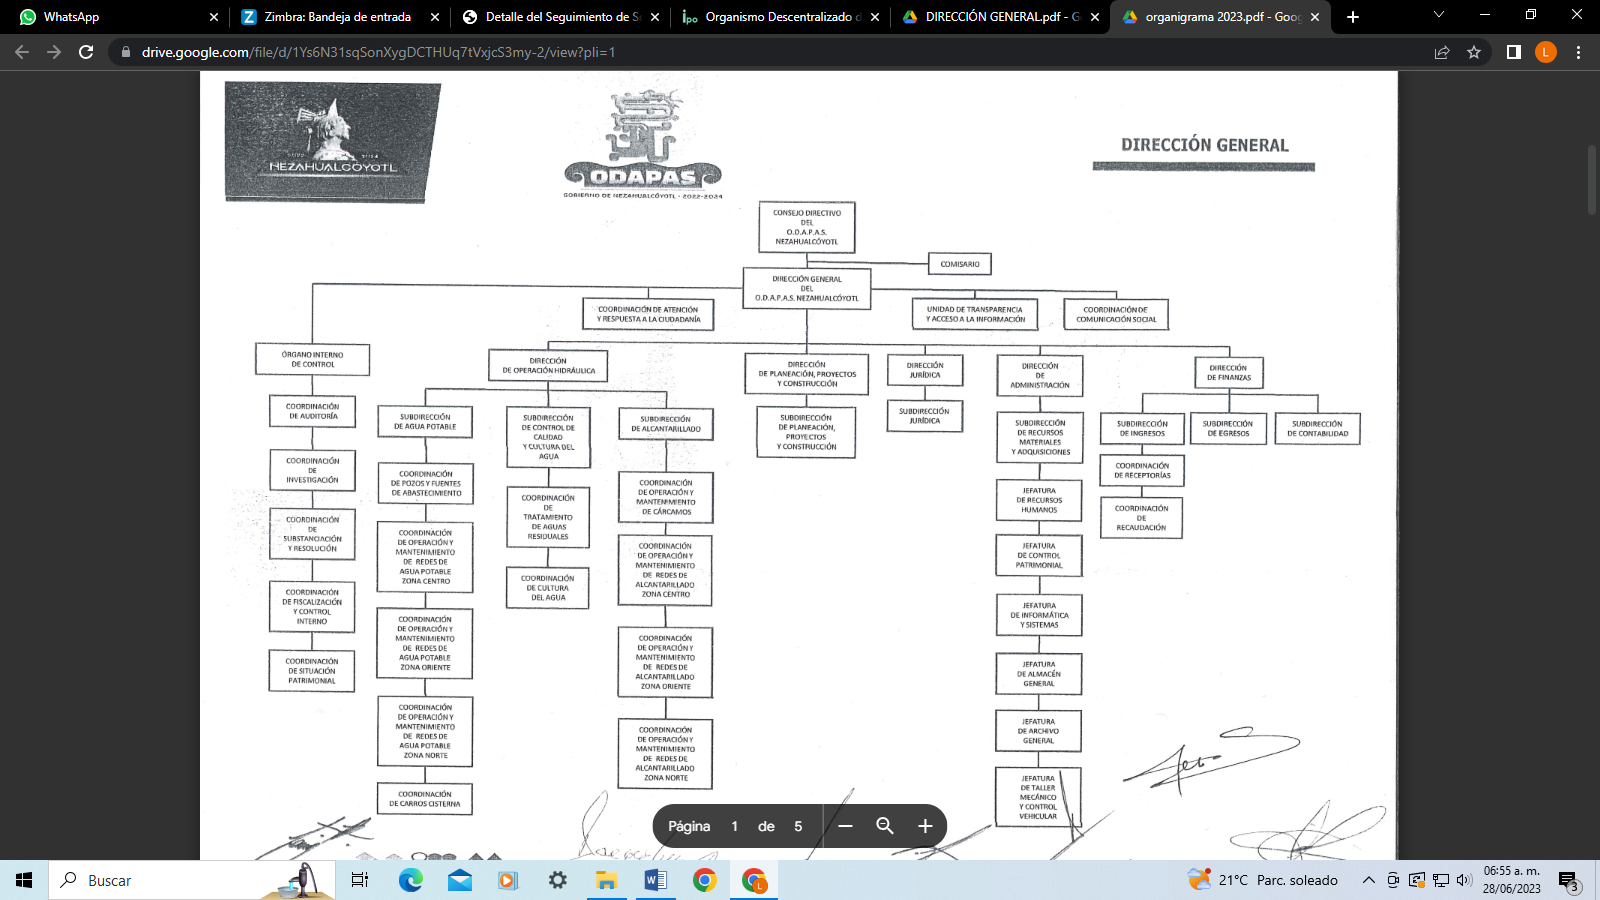 WhatsApp
Zimbra: Bandeja de entrada
Detalle del Seguimiento de S
Organismo Descentralizado d
DIRECCIÓN GENERAL.pdf - G
organigrama 2023.pdf - Goog
drive.google.com/file/d/1Ys6N31sqSonXygDCTHUq7tVxjcS3my-2/view?pli=1
L
NEZAHUALCÓYOTL
ODAPAS
GOBIERNO DE NEZAHUALCÓYOTL - 2022-2024
DIRECCIÓN GENERAL
CONSEJO DIRECTIVO
DEL
O.D.A.P.A.S.
NEZAHUALCÓYOTL
COMISARIO
DIRECCIÓN GENERAL
DEL
O.D.A.P.A.S. NEZAHUALCÓYOTL
COORDINACIÓN DE ATENCIÓN
Y RESPUESTA A LA CIUDADANÍA
UNIDAD DE TRANSPARENCIA
Y ACCESO A LA INFORMACIÓN
COORDINACIÓN DE
COMUNICACIÓN SOCIAL
ÓRGANO INTERNO
DE CONTROL
COORDINACIÓN
DE AUDITORÍA
COORDINACIÓN
DE
INVESTIGACIÓN
COORDINACIÓN
DE
SUBSTANCIACIÓN
Y RESOLUCIÓN
COORDINACIÓN
DE FISCALIZACIÓN
Y CONTROL
INTERNO
COORDINACIÓN
DE SITUACIÓN
PATRIMONIAL
DIRECCIÓN
DE OPERACIÓN HIDRÁULICA
SUBDIRECCIÓN
DE AGUA POTABLE
COORDINACIÓN
DE POZOS Y FUENTES
DE ABASTECIMIENTO
COORDINACIÓN
DE OPERACIÓN Y
MANTENIMIENTO
DE REDES DE
AGUA POTABLE
ZONA CENTRO
COORDINACIÓN
DE OPERACIÓN Y
MANTENIMIENTO
DE REDES DE
AGUA POTABLE
ZONA ORIENTE
COORDINACIÓN
DE OPERACIÓN Y
MANTENIMIENTO
DE REDES DE
AGUA POTABLE
ZONA NORTE
COORDINACIÓN
DE CARROS CISTERNA
SUBDIRECCIÓN
DE CONTROL DE
CALIDAD
Y CULTURA DEL
AGUA
COORDINACIÓN
DE
TRATAMIENTO
DE AGUAS
RESIDUALES
COORDINACIÓN
DE CULTURA
DEL AGUA
SUBDIRECCIÓN
DE ALCANTARILLADO
COORDINACIÓN
DE OPERACIÓN Y
MANTENIMIENTO
DE CÁRCAMOS
COORDINACIÓN
DE OPERACIÓN Y
MANTENIMIENTO
DE REDES DE
ALCANTARILLADO
ZONA CENTRO
COORDINACIÓN
DE OPERACIÓN Y
MANTENIMIENTO
DE REDES DE
ALCANTARILLADO
ZONA ORIENTE
COORDINACIÓN
DE OPERACIÓN Y
MANTENIMIENTO
DE REDES DE
ALCANTARILLADO
ZONA NORTE
DIRECCIÓN
DE PLANEACIÓN, PROYECTOS
Y CONSTRUCCIÓN
SUBDIRECCIÓN
DE PLANEACIÓN,
PROYECTOS
Y CONSTRUCCIÓN
DIRECCIÓN
JURÍDICA
SUBDIRECCIÓN
JURÍDICA
DIRECCIÓN
DE
ADMINISTRACIÓN
SUBDIRECCIÓN
DE RECURSOS
MATERIALES
Y ADQUISICIONES
JEFATURA
DE RECURSOS
HUMANOS
JEFATURA
DE CONTROL
PATRIMONIAL
JEFATURA
DE INFORMÁTICA
Y SISTEMAS
JEFATURA
DE ALMACÉN
GENERAL
JEFATURA
DE ARCHIVO
GENERAL
JEFATURA
DE TALLER
MECÁNICO
Y CONTROL
VEHICULAR
DIRECCIÓN
DE FINANZAS
SUBDIRECCIÓN
DE INGRESOS
COORDINACIÓN
DE RECEPTORÍAS
COORDINACIÓN
DE
RECAUDACIÓN
SUBDIRECCIÓN
DE EGRESOS
SUBDIRECCIÓN
DE CONTABILIDAD
Página 1 de 5
Buscar
21°C Parc. soleado
06:55 a. m.
28/06/2023
3